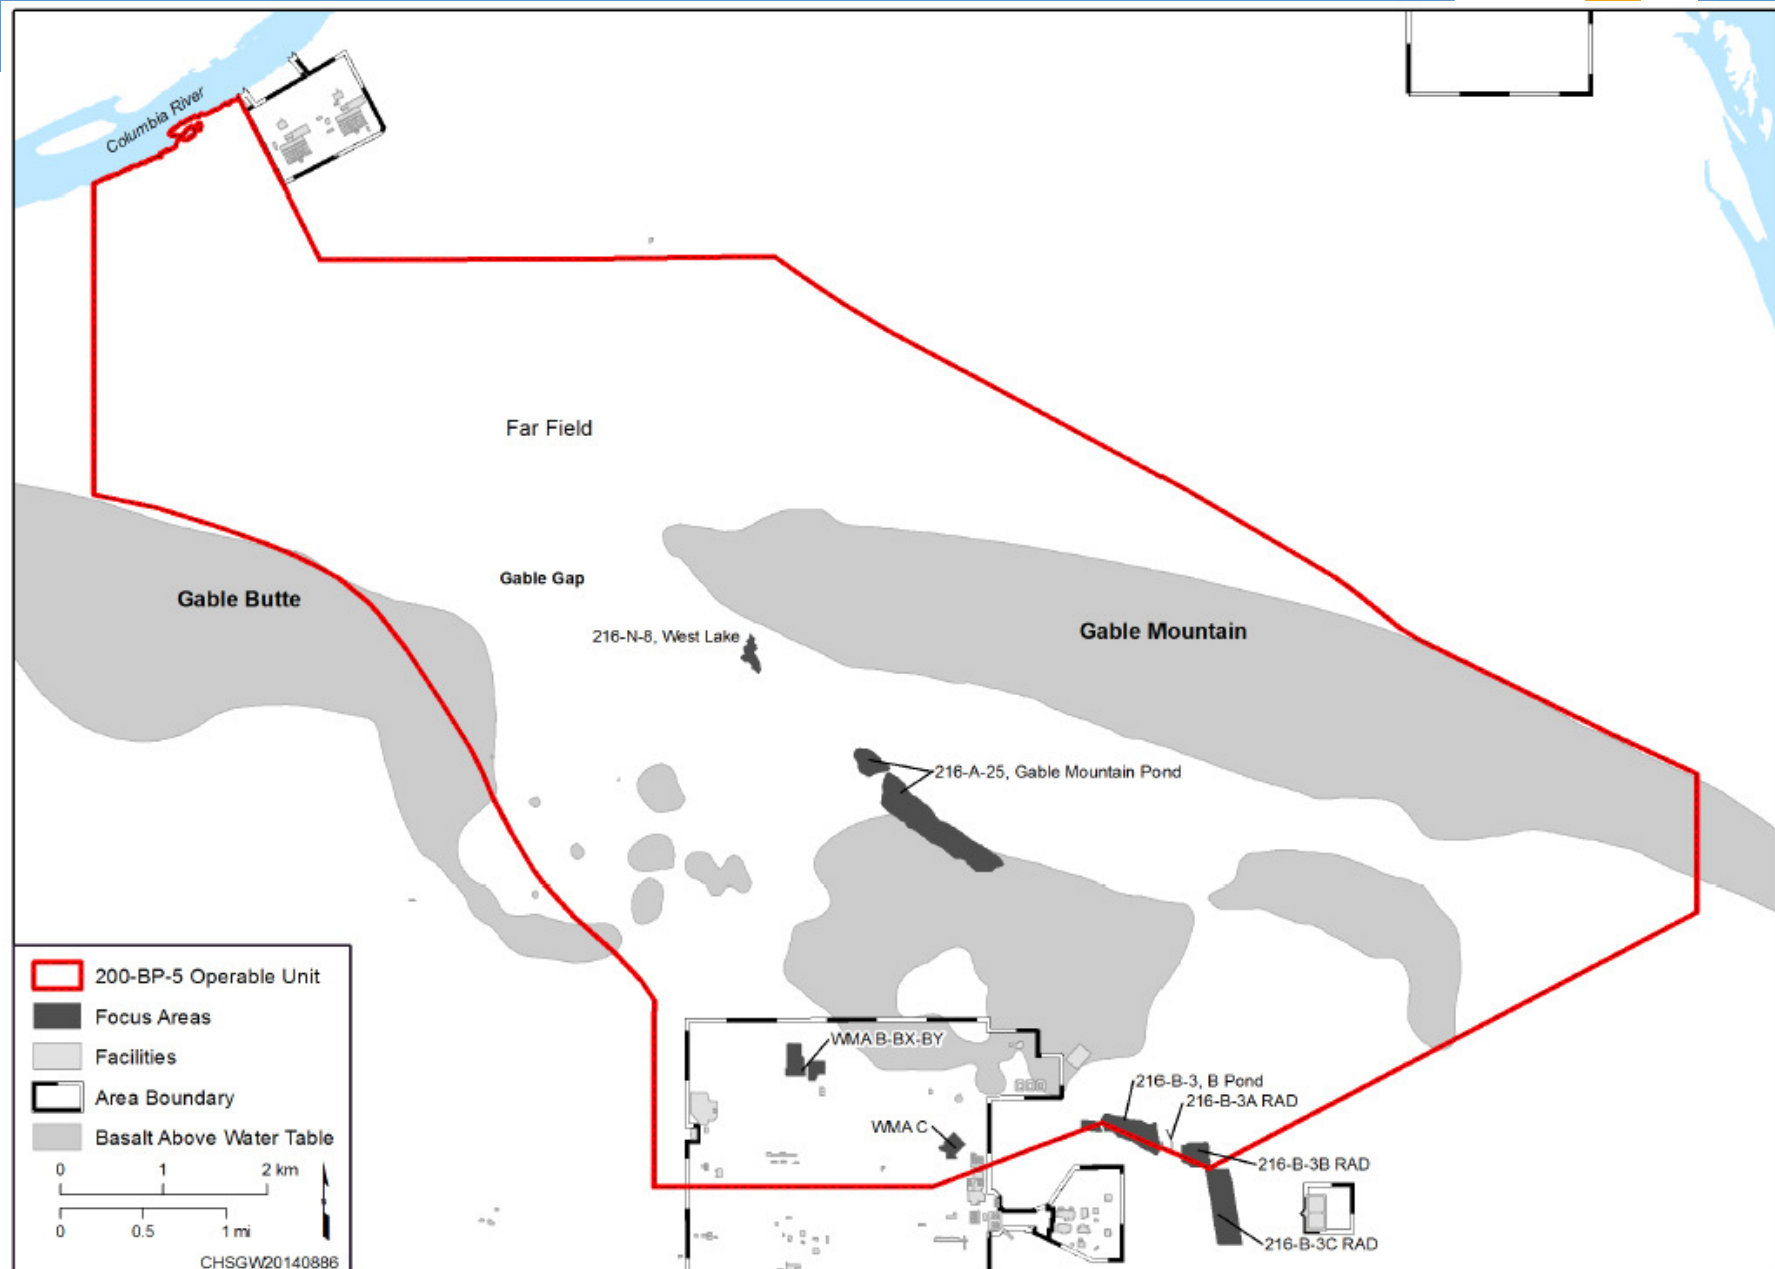 Columbia River
Far Field
Gable Gap
Gable Butte
216-N-8, West Lake
Gable Mountain
216-A-25, Gable Mountain Pond
WMA B-BX-BY
216-B-3, B Pond
216-B-3A RAD
WMA C
216-B-3B RAD
216-B-3C RAD
200-BP-5 Operable Unit
Focus Areas
Facilities
Area Boundary
Basalt Above Water Table
0 1 2 km
0 0.5 1 mi
CHSGW20140886